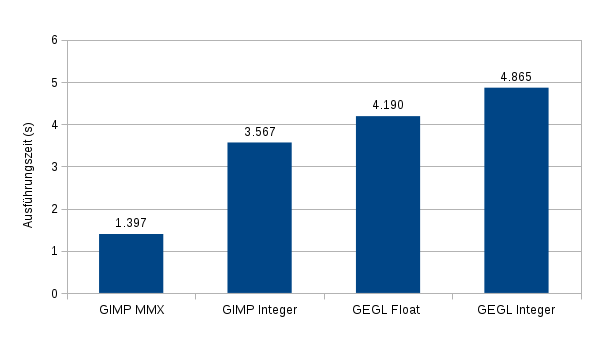 6
5
4
3
2
1
0
Ausführungszeit (s)
1.397
3.567
4.190
4.865
GIMP MMX
GIMP Integer
GEGL Float
GEGL Integer